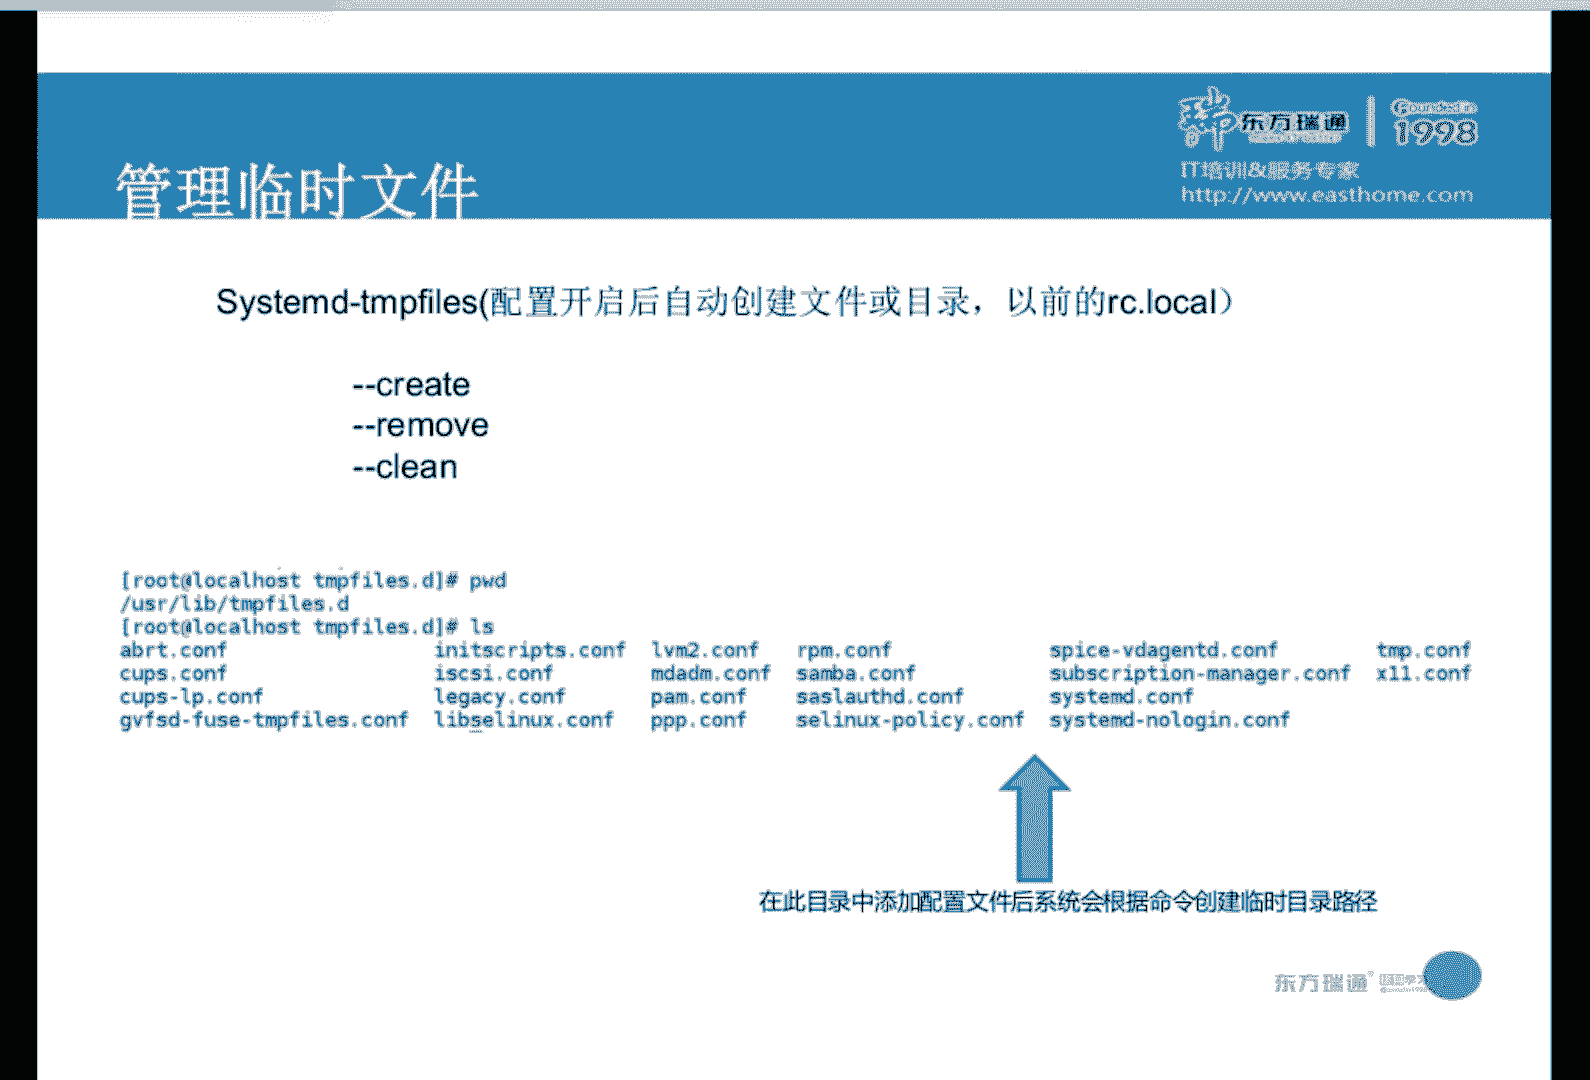 东方瑞通
1998
IT培训&服务专家
http://www.easthome.com
管理临时文件
Systemd-tmpfiles(配置开启后自动创建文件或目录，以前的rc.local）
--create
--remove
--clean
[root@localhost tmpfiles.d]# pwd
/usr/lib/tmpfiles.d
[root@localhost tmpfiles.d]# ls
abrt.conf initscripts.conf lvm2.conf rpm.conf spice-vdagentd.conf tmp.conf
cups.conf iscsi.conf mdadm.conf samba.conf subscription-manager.conf x11.conf
cups-lp.conf legacy.conf pam.conf saslauthd.conf systemd.conf
gvfsd-fuse-tmpfiles.conf libselinux.conf ppp.conf selinux-policy.conf systemd-nologin.conf
在此目录中添加配置文件后系统会根据命令创建临时目录路径
东方瑞通®